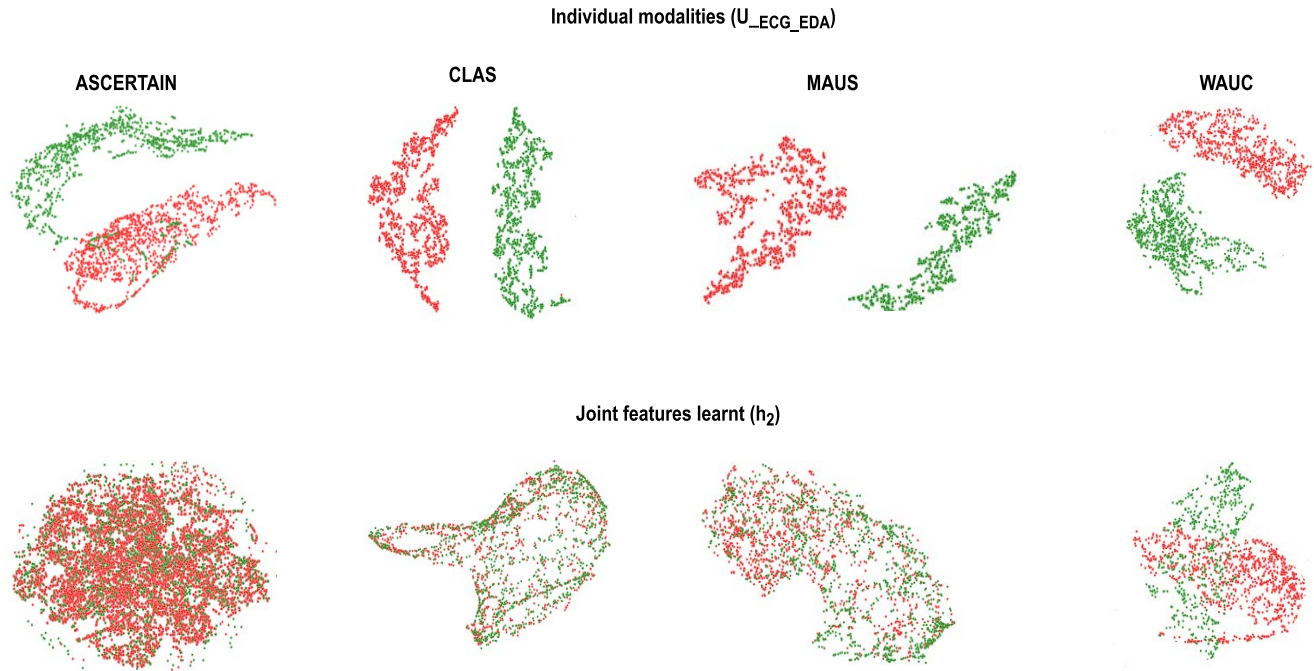 Individual modalities (U_ECG_EDA)
ASCERTAIN
CLAS
MAUS
WAUC
Joint features learnt (h2)